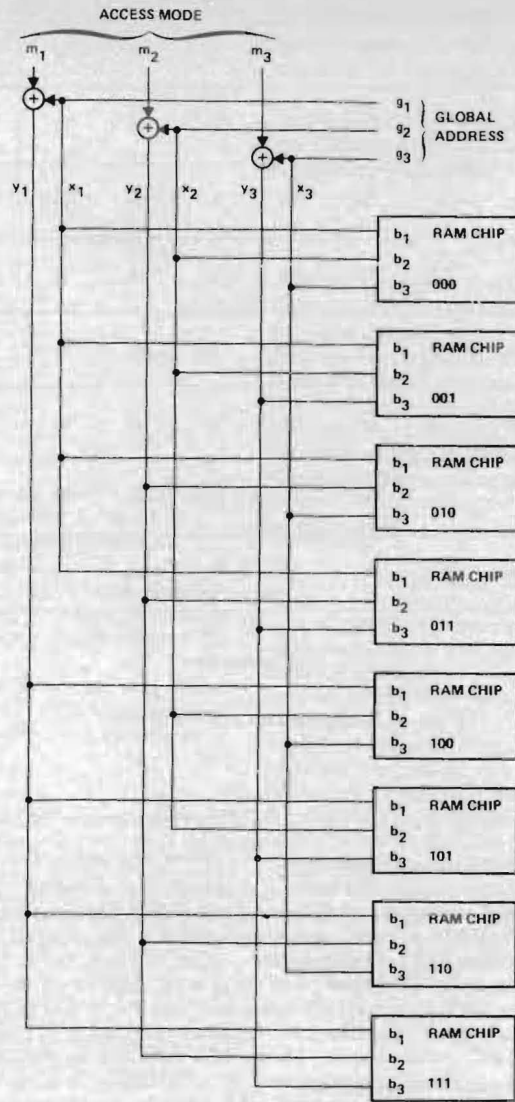 ACCESS MODE
m1 m2 m3
g1
g2
g3
GLOBAL
ADDRESS
y1 x1 y2 x2 y3 x3
b1 RAM CHIP
b2
b3 000
b1 RAM CHIP
b2
b3 001
b1 RAM CHIP
b2
b3 010
b1 RAM CHIP
b2
b3 011
b1 RAM CHIP
b2
b3 100
b1 RAM CHIP
b2
b3 101
b1 RAM CHIP
b2
b3 110
b1 RAM CHIP
b2
b3 111